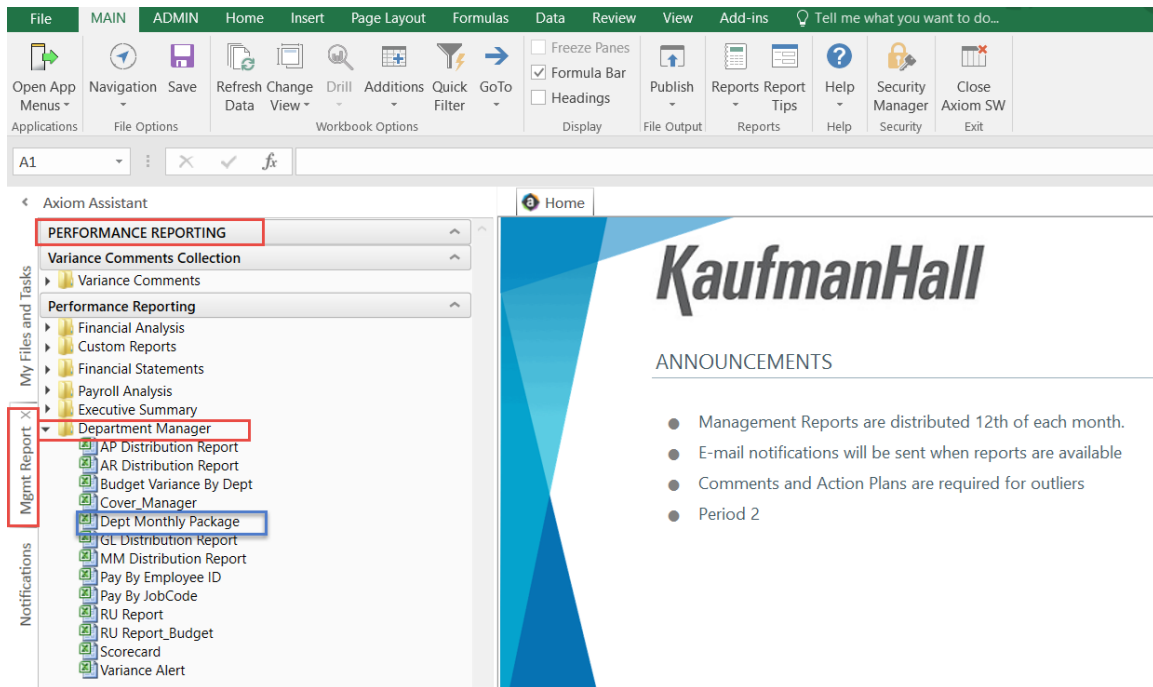 File MAIN ADMIN Home Insert Page Layout Formulas Data Review View Add-ins Tell me what you want to do...
Open App Menus
Navigation
Save
Refresh Data
Change View
Drill
Additions
Quick Filter
GoTo
Freeze Panes
Formula Bar
Headings
Publish
Reports
Report Tips
Help
Security Manager
Close Axiom SW
Applications File Options Workbook Options Display File Output Reports Help Security Exit
A1 fx
Axiom Assistant
PERFORMANCE REPORTING
Variance Comments Collection
Variance Comments
Performance Reporting
Financial Analysis
Custom Reports
Financial Statements
Payroll Analysis
Executive Summary
Department Manager
AP Distribution Report
AR Distribution Report
Budget Variance By Dept
Cover_Manager
Dept Monthly Package
GL Distribution Report
MM Distribution Report
Pay By Employee ID
Pay By JobCode
RU Report
RU Report_Budget
Scorecard
Variance Alert
My Files and Tasks
Mgmt Report X
Notifications
a Home
KaufmanHall
ANNOUNCEMENTS
● Management Reports are distributed 12th of each month.
● E-mail notifications will be sent when reports are available
● Comments and Action Plans are required for outliers
● Period 2